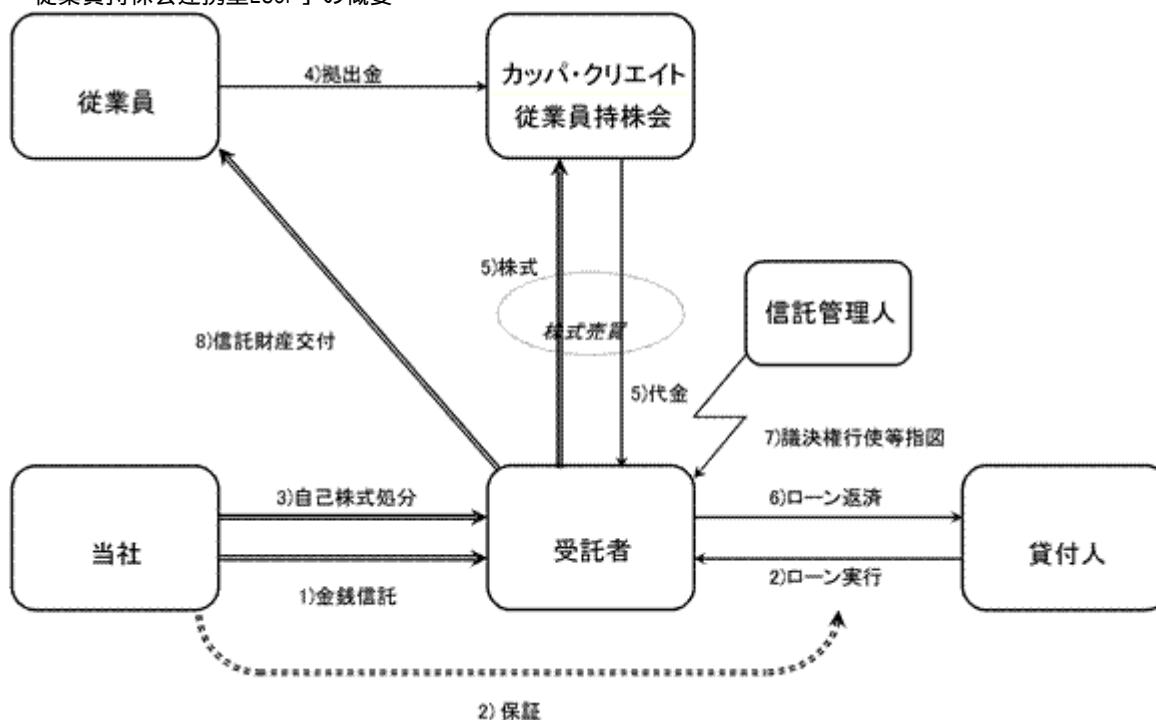 従業員持株会連携型ESOP」の概要
従業員
4)拠出金
カッパ・クリエイト
従業員持株会
5)株式
株式売買
信託管理人
8)信託財産交付
5)代金
7)議決権行使等指図
当社
3)自己株式処分
1)金銭信託
受託者
6)ローン返済
2)ローン実行
貸付人
2) 保証